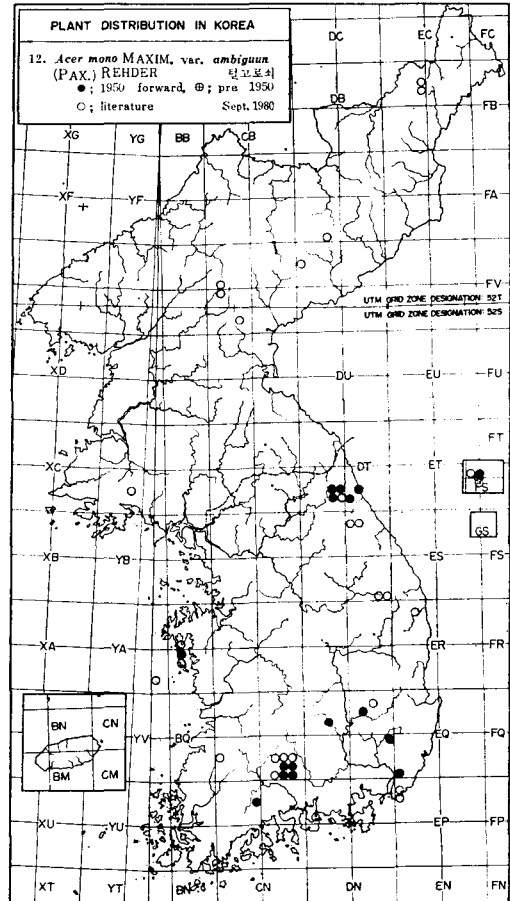 PLANT DISTRIBUTION IN KOREA
12. Acer mono MAXIM. var. ambiguun
(PAX.) REHDER 털고로쇠
●; 1950 forward, ⊕; pre 1950
○; literature Sept. 1980
DC EC FC
DB FB
XG YG BB CB
XF YF FA
FV
UTM GRID ZONE DESIGNATION: 52T
UTM GRID ZONE DESIGNATION: 52S
XD DU EU FU
FT
XC DT ET
ES
GS
XB YB ES FS
XA YA ER FR
BN CN YV BQ EQ FQ
BM CM
XU YU EP FP
XT YT BN CN DN EN FN